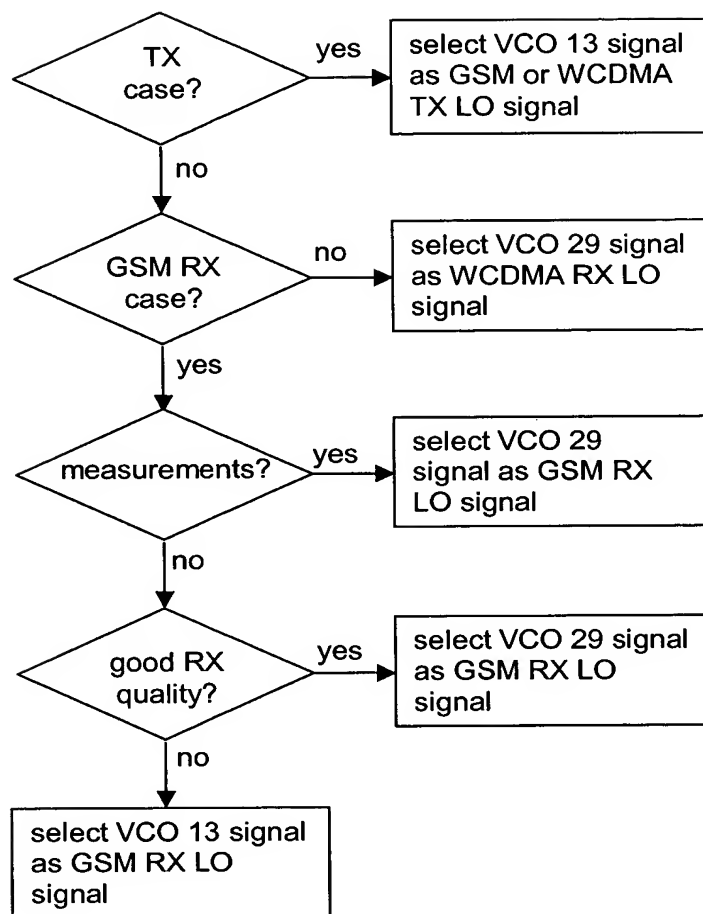 TX
case?
yes
select VCO 13 signal
as GSM or WCDMA
TX LO signal
no
GSM RX
case?
no
select VCO 29 signal
as WCDMA RX LO
signal
yes
measurements?
yes
select VCO 29
signal as GSM RX
LO signal
no
good RX
quality?
yes
select VCO 29 signal
as GSM RX LO
signal
no
select VCO 13 signal
as GSM RX LO
signal